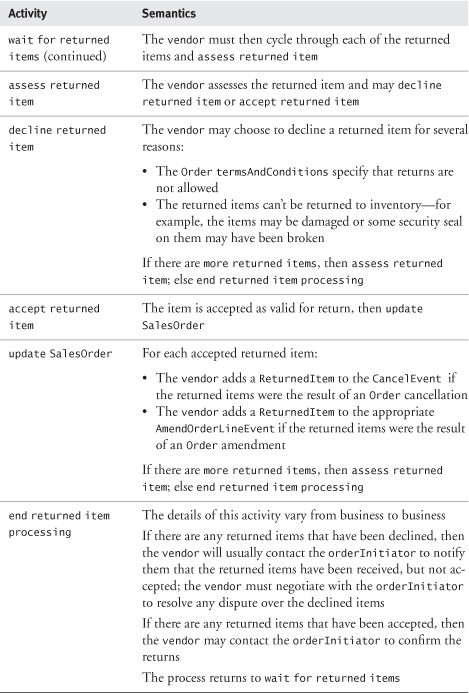 Activity Semantics
wait for returned The vendor must then cycle through each of the returned
items (continued) items and assess returned item
assess returned The vendor assesses the returned item and may decline
item returned item or accept returned item
decline returned The vendor may choose to decline a returned item for several
item reasons:
• The Order termsAndConditions specify that returns are
not allowed
• The returned items can't be returned to inventory—for
example, the items may be damaged or some security seal
on them may have been broken
If there are more returned items, then assess returned
item; else end returned item processing
accept returned The item is accepted as valid for return, then update
item SalesOrder
update SalesOrder For each accepted returned item:
• The vendor adds a ReturnedItem to the CancelEvent if
the returned items were the result of an Order cancellation
• The vendor adds a ReturnedItem to the appropriate
AmendOrderLineEvent if the returned items were the result
of an Order amendment
If there are more returned items, then assess returned
item; else end returned item processing
end returned item The details of this activity vary from business to business
processing If there are any returned items that have been declined, then
the vendor will usually contact the orderInitiator to notify
them that the returned items have been received, but not ac-
cepted; the vendor must negotiate with the orderInitiator
to resolve any dispute over the declined items
If there are any returned items that have been accepted, then
the vendor may contact the orderInitiator to confirm the
returns
The process returns to wait for returned items